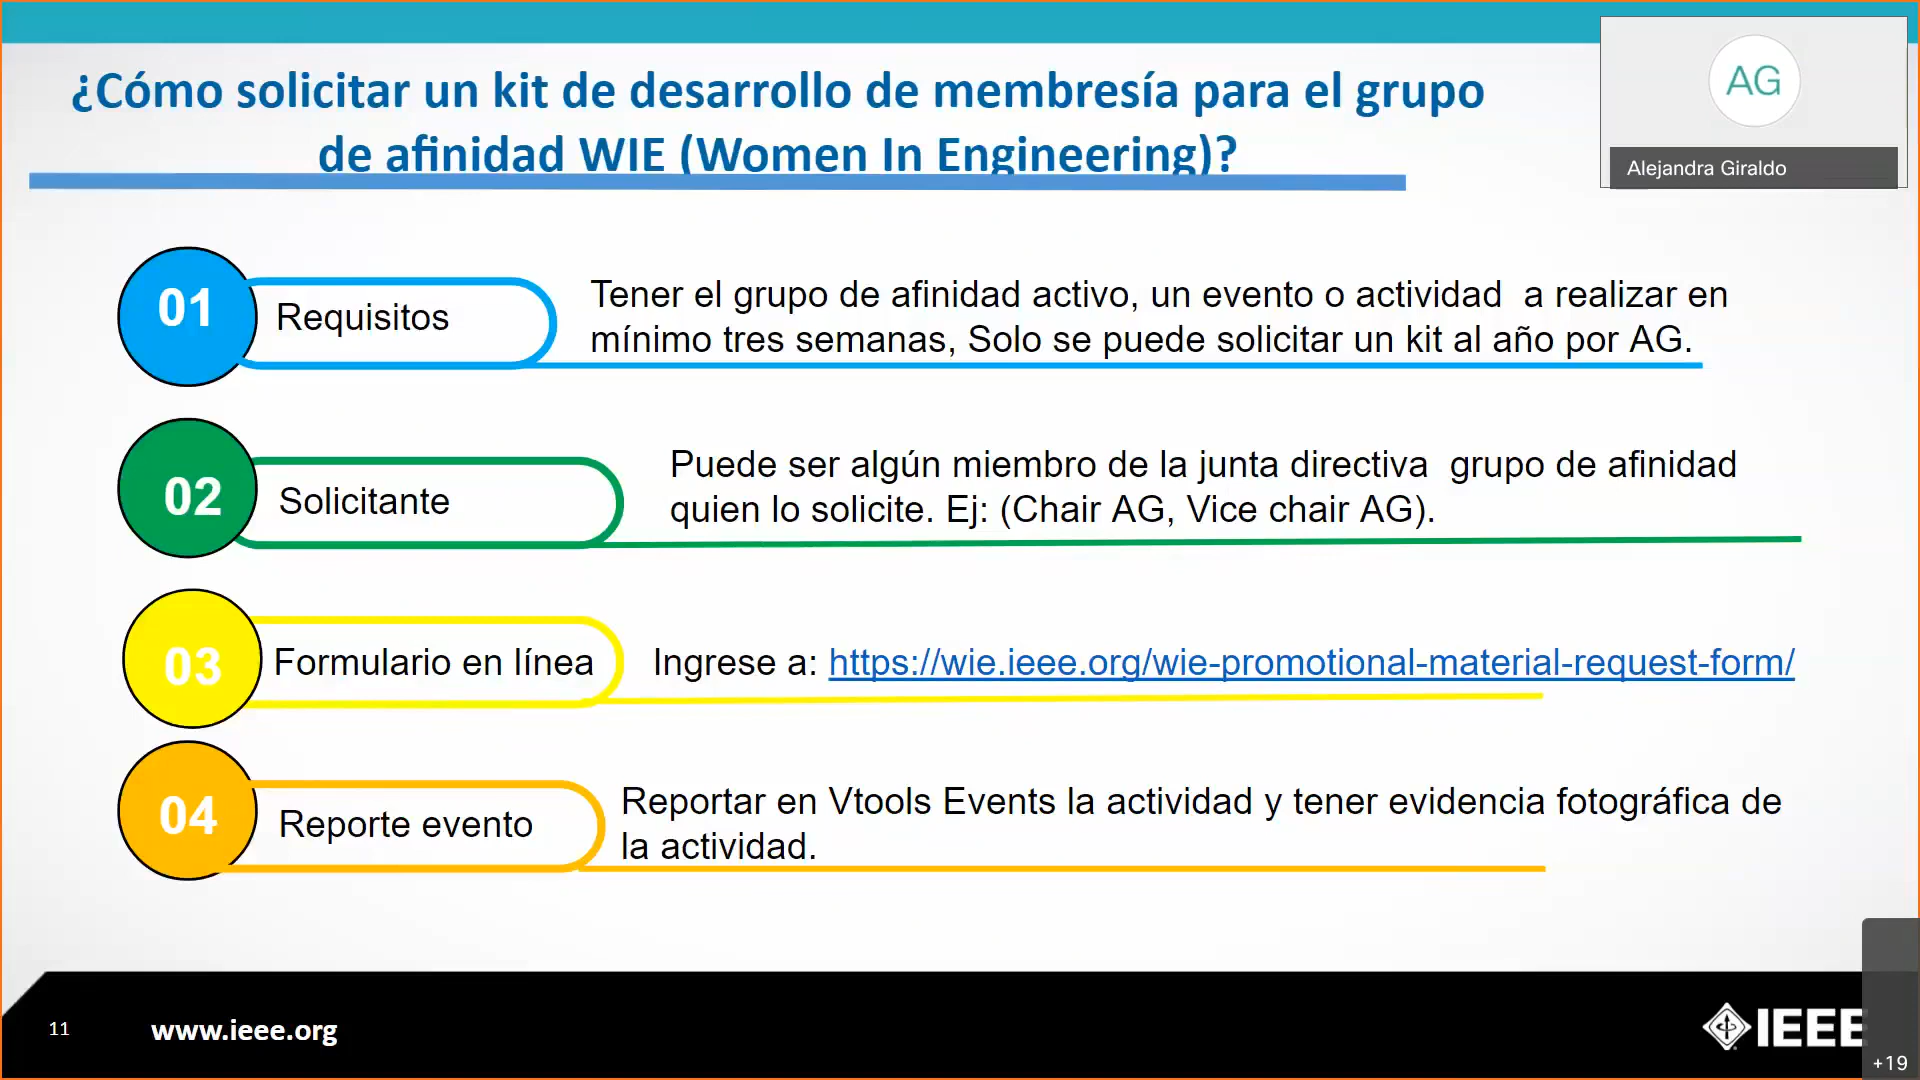 ¿Cómo solicitar un kit de desarrollo de membresía para el grupo
de afinidad WIE (Women In Engineering)?
AG
Alejandra Giraldo
01
Requisitos
Tener el grupo de afinidad activo, un evento o actividad  a realizar en
mínimo tres semanas, Solo se puede solicitar un kit al año por AG.
02
Solicitante
Puede ser algún miembro de la junta directiva  grupo de afinidad
quien lo solicite. Ej: (Chair AG, Vice chair AG).
03
Formulario en línea
Ingrese a: https://wie.ieee.org/wie-promotional-material-request-form/
04
Reporte evento
Reportar en Vtools Events la actividad y tener evidencia fotográfica de
la actividad.
11
www.ieee.org
IEEE
+19